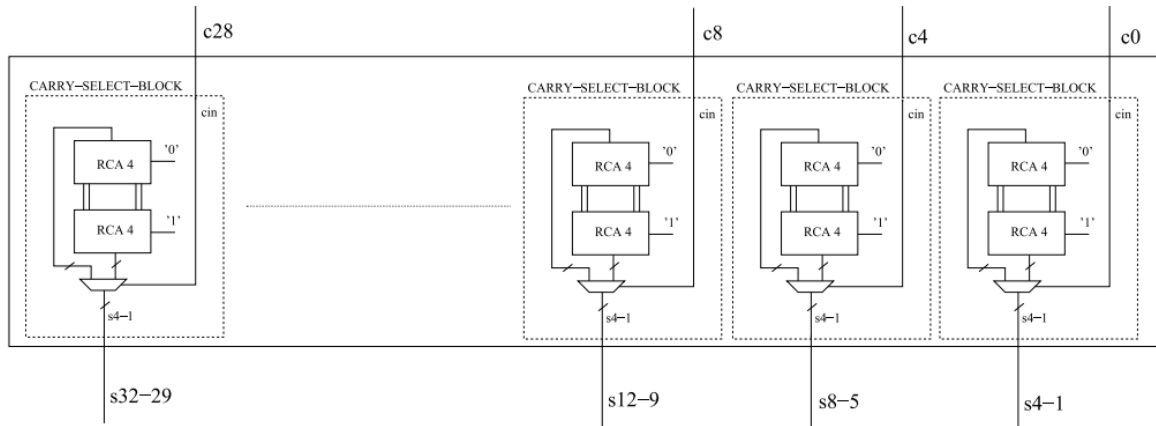 c28 c8 c4 c0
CARRY–SELECT–BLOCK CARRY–SELECT–BLOCK CARRY–SELECT–BLOCK CARRY–SELECT–BLOCK
cin cin cin cin
RCA 4 '0' RCA 4 '0' RCA 4 '0' RCA 4 '0'
RCA 4 '1' RCA 4 '1' RCA 4 '1' RCA 4 '1'
s4–1 s4–1 s4–1 s4–1
s32–29 s12–9 s8–5 s4–1